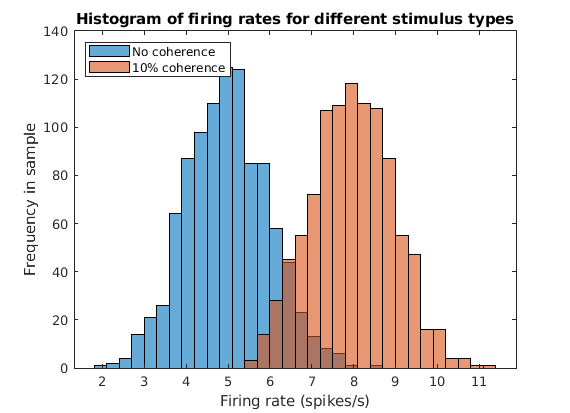 Histogram of firing rates for different stimulus types
No coherence
10% coherence
Frequency in sample
140
120
100
80
60
40
20
0
2 3 4 5 6 7 8 9 10 11
Firing rate (spikes/s)